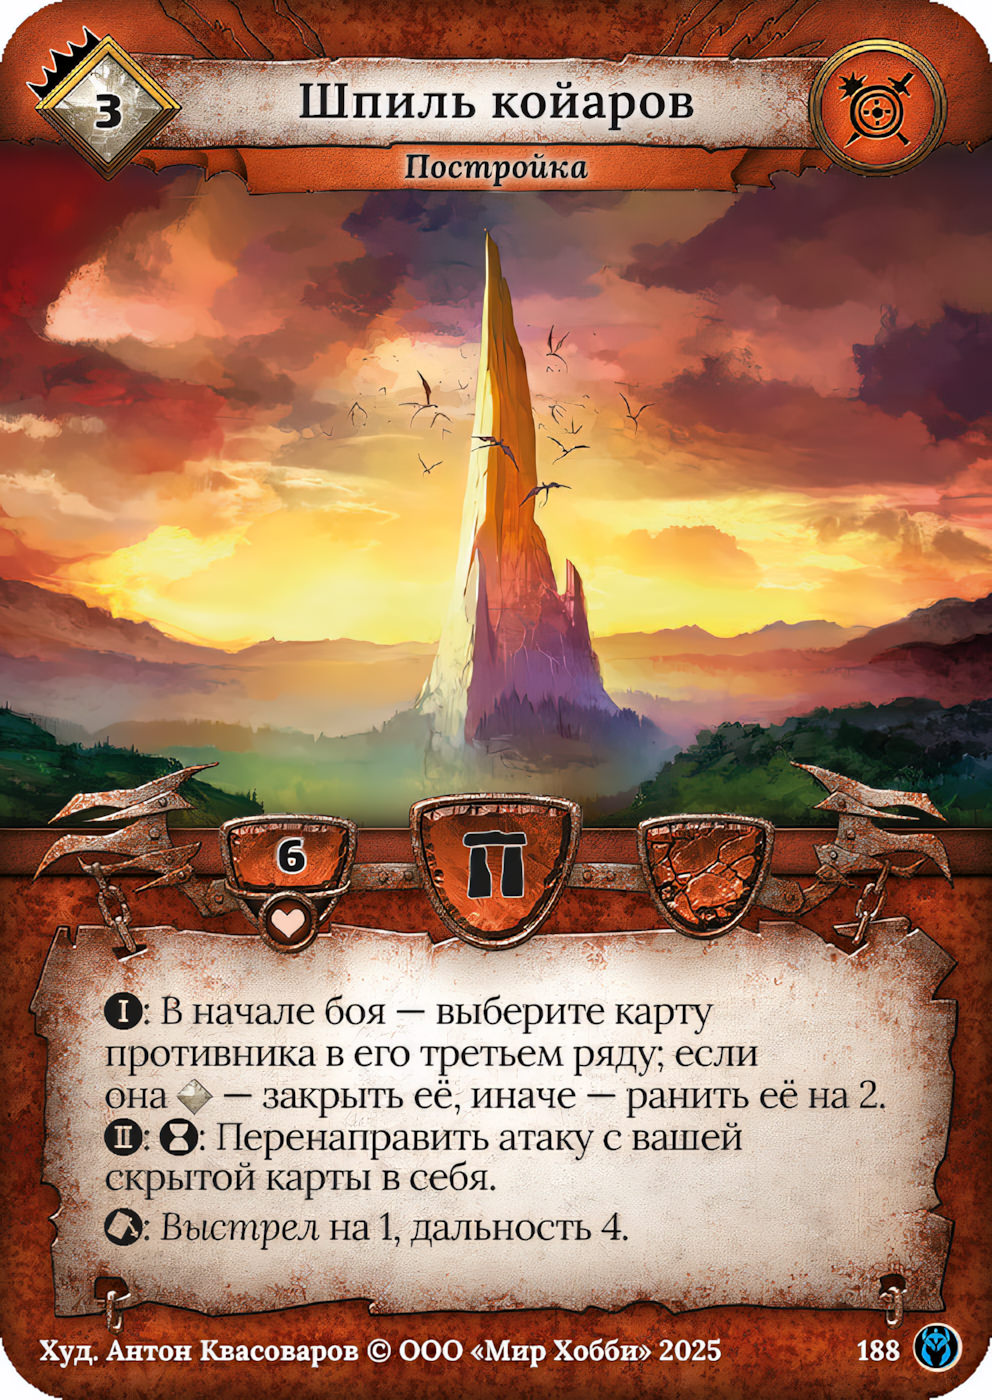 3
Шпиль койаров
Постройка
6
I: В начале боя — выберите карту
противника в его третьем ряду; если
она — закрыть её, иначе — ранить её на 2.
II: : Перенаправить атаку с вашей
скрытой карты в себя.
: Выстрел на 1, дальность 4.
Худ. Антон Квасоваров © ООО «Мир Хобби» 2025
188